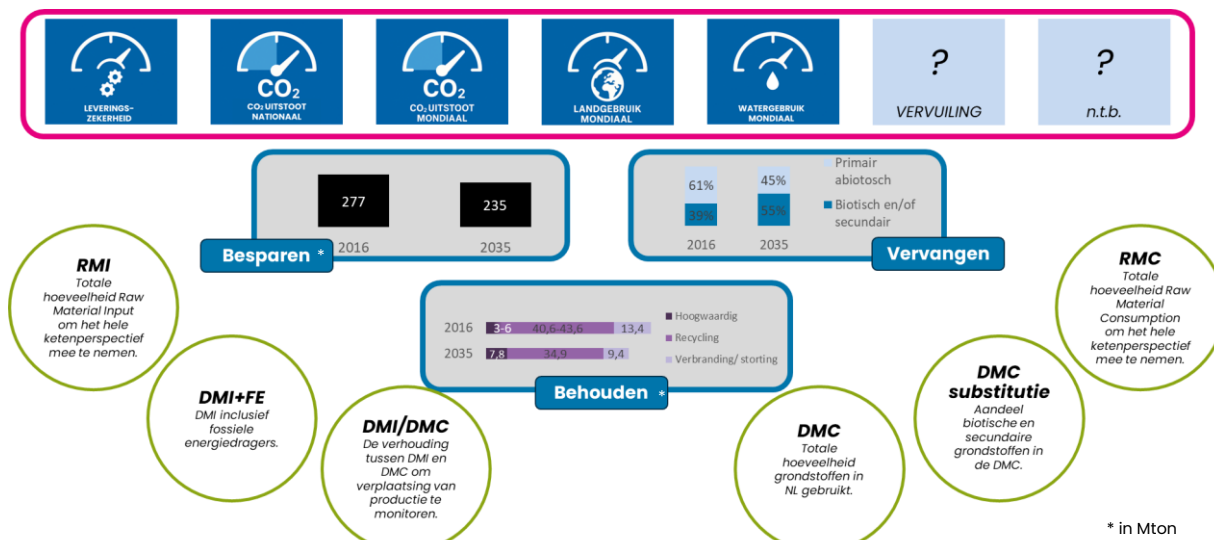 LEVERINGS-
ZEKERHEID
CO₂
CO₂ UITSTOOT
NATIONAAL
CO₂
CO₂ UITSTOOT
MONDIAAL
LANDGEBRUIK
MONDIAAL
WATERGEBRUIK
MONDIAAL
?
VERVUILING
?
n.t.b.
277
235
2016
2035
Besparen *
61%
45%
39%
55%
2016
2035
Primair
abiotosch
Biotisch en/of
secundair
Vervangen
2016
3-6
40,6-43,6
13,4
2035
7,8
34,9
9,4
Hoogwaardig
Recycling
Verbranding/ storting
Behouden *
RMI
Totale
hoeveelheid Raw
Material Input
om het hele
ketenperspectief
mee te nemen.
DMI+FE
DMI inclusief
fossiele
energiedragers.
DMI/DMC
De verhouding
tussen DMI en
DMC om
verplaatsing van
productie te
monitoren.
DMC
Totale
hoeveelheid
grondstoffen in
NL gebruikt.
DMC
substitutie
Aandeel
biotische en
secundaire
grondstoffen in
de DMC.
RMC
Totale
hoeveelheid Raw
Material
Consumption
om het hele
ketenperspectief
mee te nemen.
* in Mton